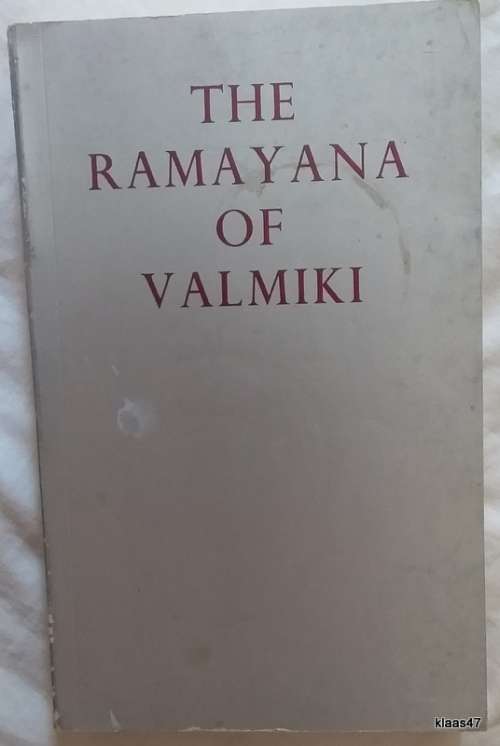 THE
RAMAYANA
OF
VALMIKI
klaas47